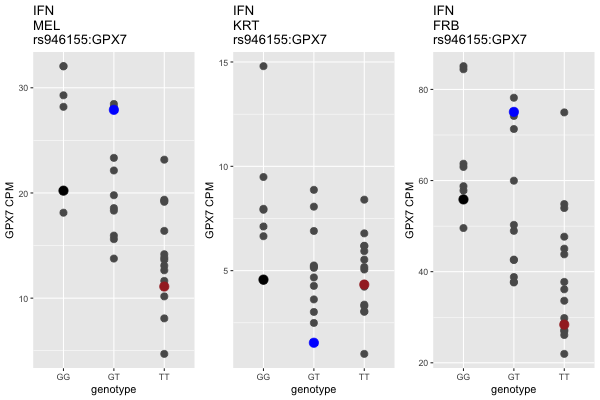 IFN
MEL
rs946155:GPX7
30
20
10
GPX7 CPM
GG GT TT
genotype
IFN
KRT
rs946155:GPX7
15
10
5
GPX7 CPM
GG GT TT
genotype
IFN
FRB
rs946155:GPX7
80
60
40
20
GPX7 CPM
GG GT TT
genotype